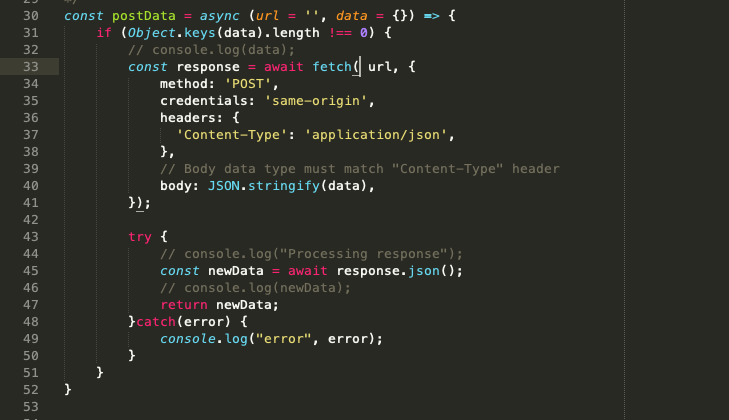 30 const postData = async (url = '', data = {}) => {
31     if (Object.keys(data).length !== 0) {
32         // console.log(data);
33         const response = await fetch( url, {
34             method: 'POST',
35             credentials: 'same-origin',
36             headers: {
37               'Content-Type': 'application/json',
38             },
39             // Body data type must match "Content-Type" header
40             body: JSON.stringify(data),
41         });
42
43         try {
44             // console.log("Processing response");
45             const newData = await response.json();
46             // console.log(newData);
47             return newData;
48         }catch(error) {
49             console.log("error", error);
50         }
51     }
52 }
53